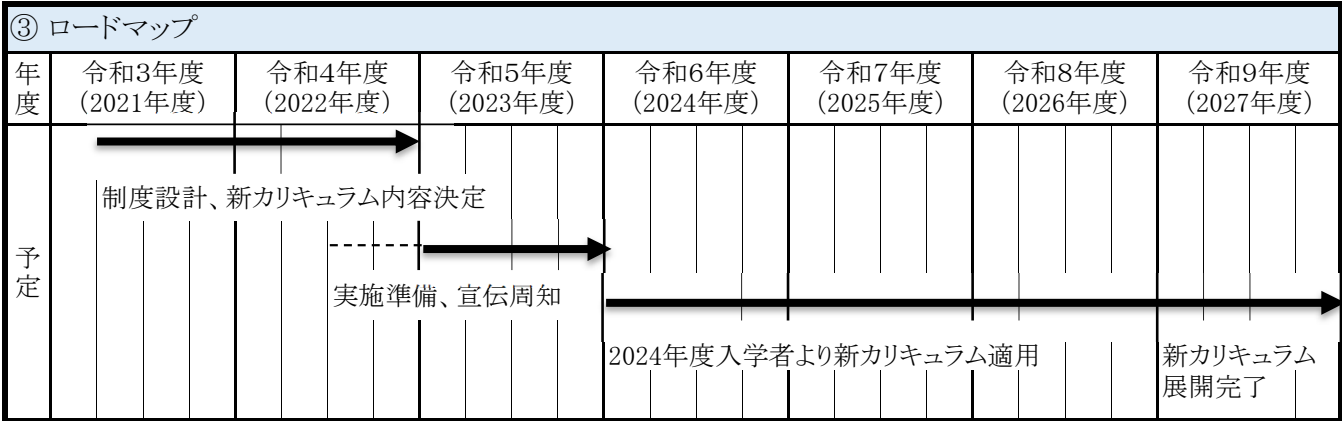 ③ ロードマップ
年度
令和3年度
(2021年度)
令和4年度
(2022年度)
令和5年度
(2023年度)
令和6年度
(2024年度)
令和7年度
(2025年度)
令和8年度
(2026年度)
令和9年度
(2027年度)
予定
制度設計、新カリキュラム内容決定
実施準備、宣伝周知
2024年度入学者より新カリキュラム適用
新カリキュラム
展開完了